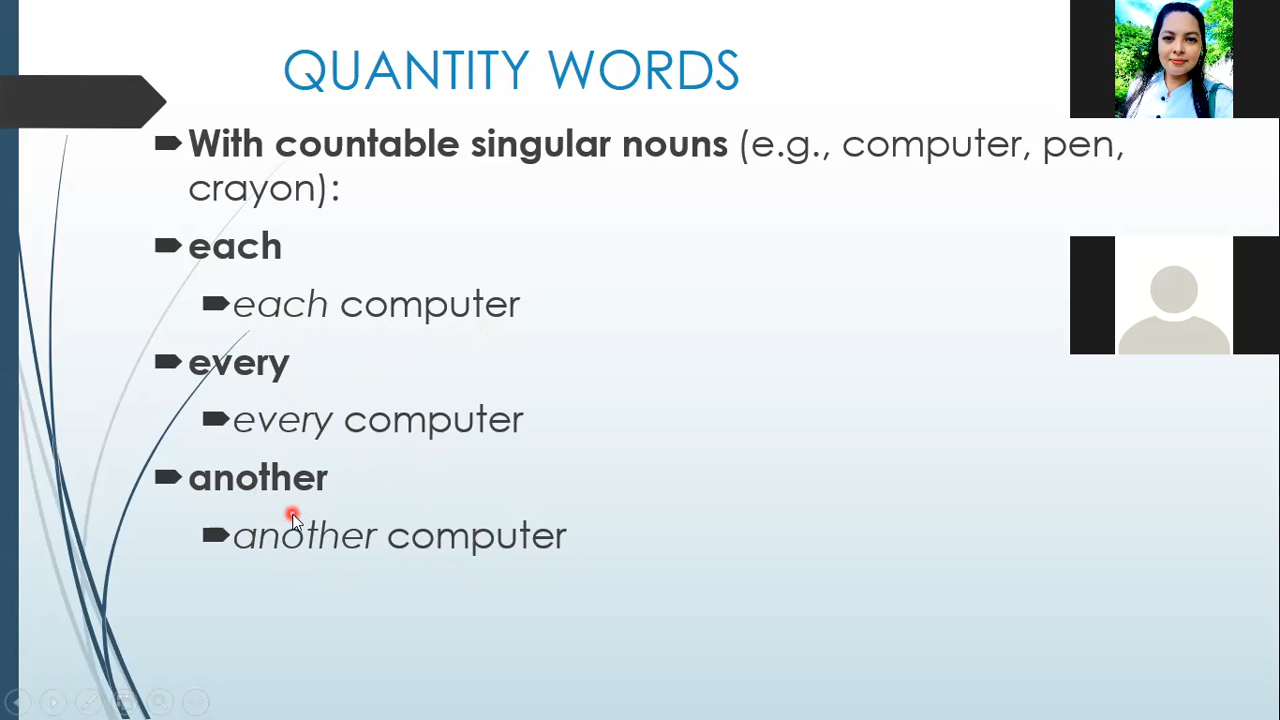 QUANTITY WORDS
With countable singular nouns (e.g., computer, pen,
crayon):
each
each computer
every
every computer
another
another computer